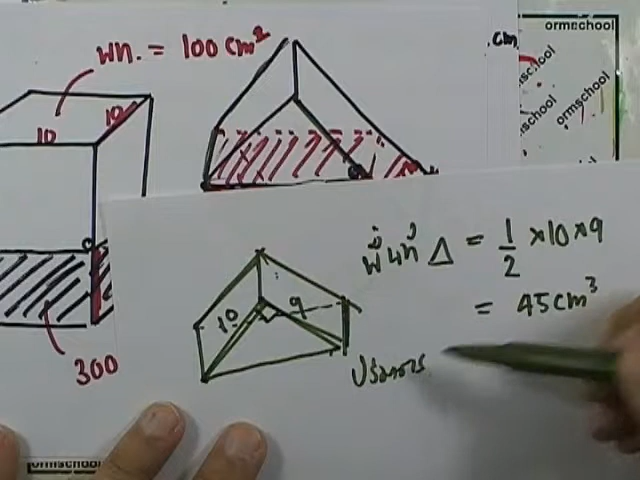 พท. = 100 cm²
10
10
.cm
ormschool
ormschool
ormschool
300
10
9
พื้นที่ Δ = 1/2 × 10 × 9
= 45 cm³
ปริมาตร
ormschool